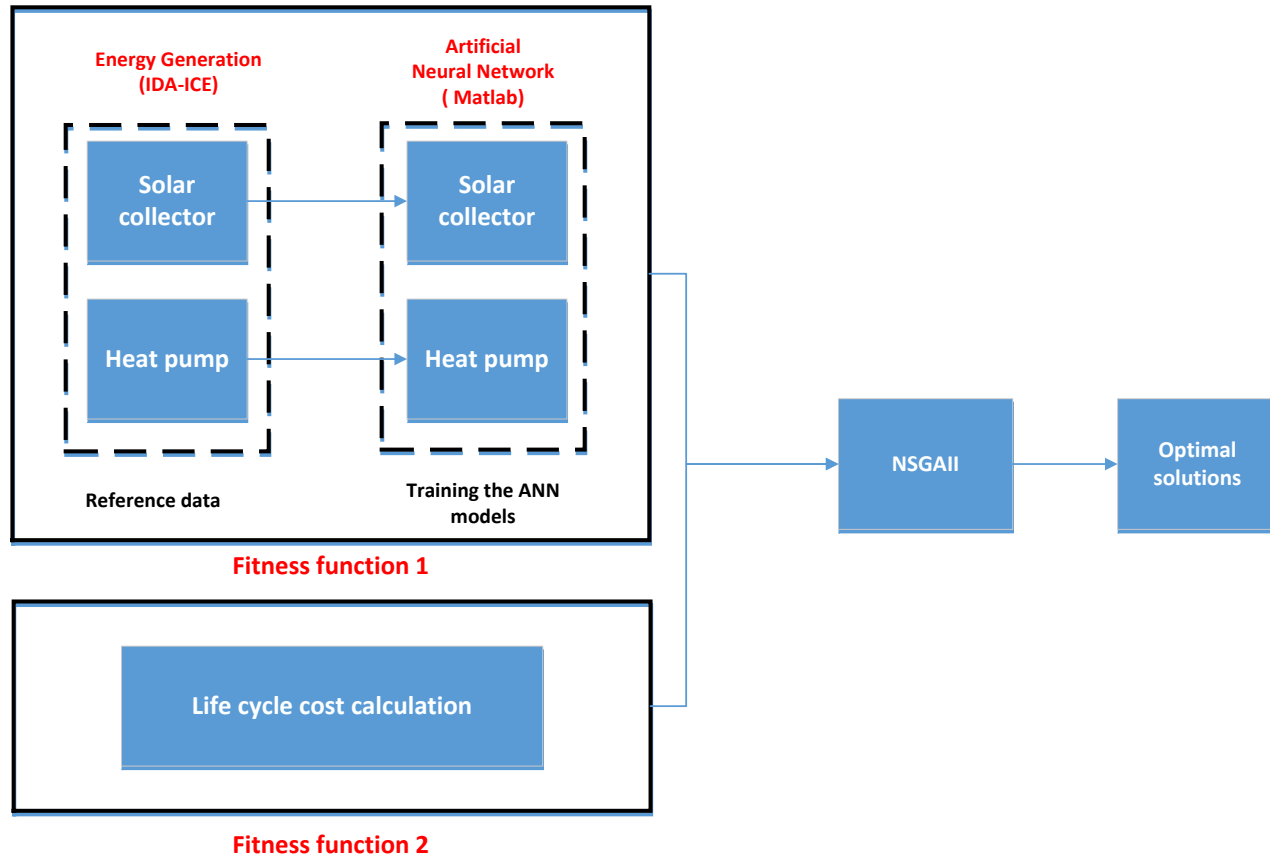 Energy Generation
(IDA-ICE)
Artificial
Neural Network
( Matlab)
Solar
collector
Solar
collector
Heat pump
Heat pump
Reference data
Training the ANN
models
Fitness function 1
NSGAII
Optimal
solutions
Life cycle cost calculation
Fitness function 2